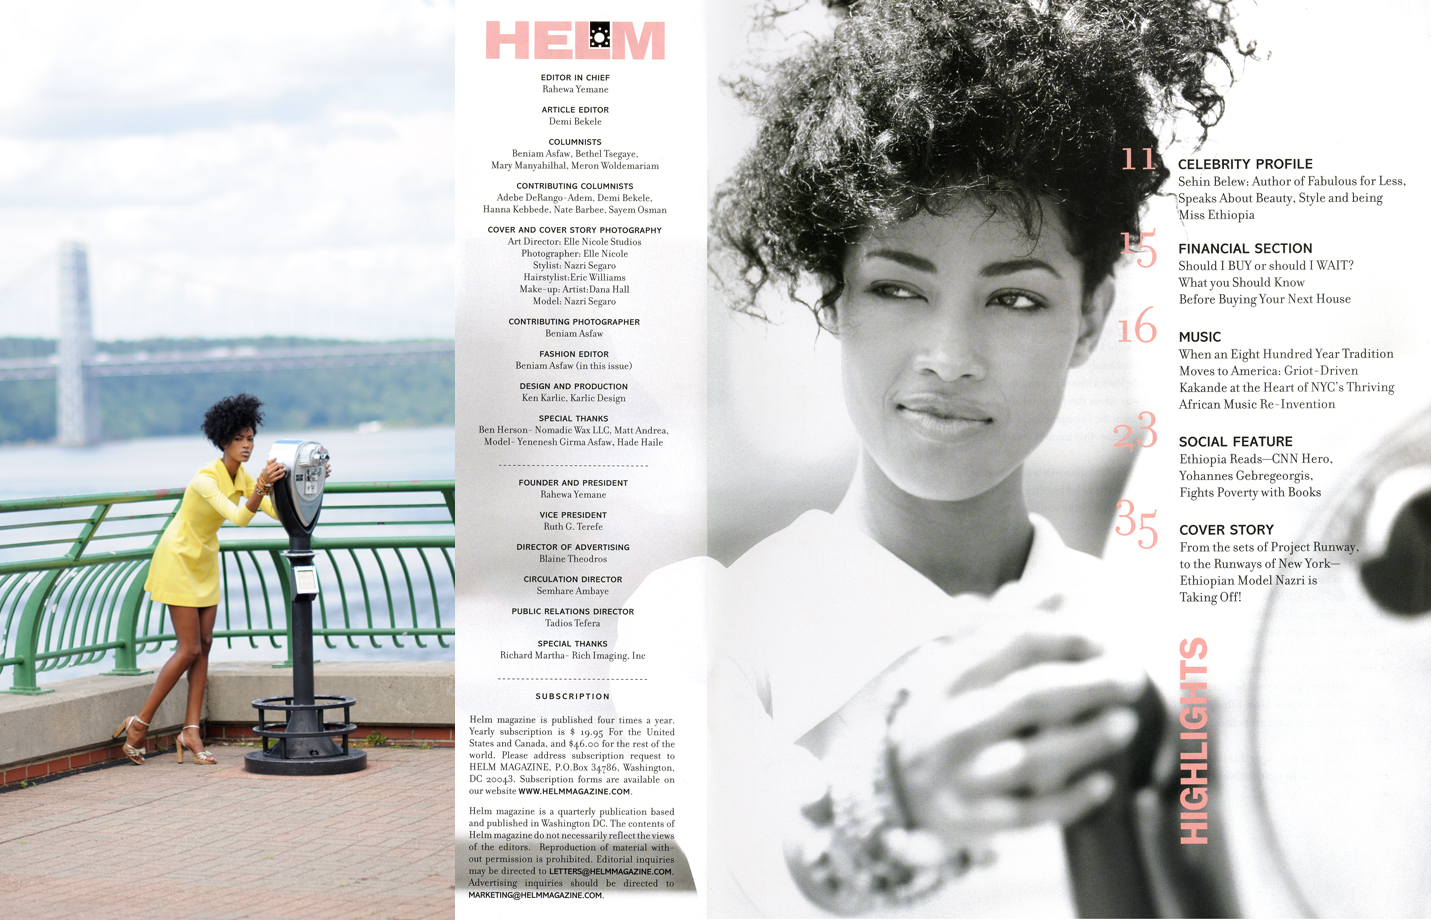 HELM
EDITOR IN CHIEF
Rahewa Yemane
ARTICLE EDITOR
Demi Bekele
COLUMNISTS
Beniam Asfaw, Bethel Tsegaye,
Mary Manyahilhal, Meron Woldemariam
CONTRIBUTING COLUMNISTS
Adebe DeRango-Adem, Demi Bekele,
Hanna Kebbede, Nate Barbee, Sayem Osman
COVER AND COVER STORY PHOTOGRAPHY
Art Director: Elle Nicole Studios
Photographer: Elle Nicole
Stylist: Nazri Segaro
Hairstylist:Eric Williams
Make-up: Artist:Dana Hall
Model: Nazri Segaro
CONTRIBUTING PHOTOGRAPHER
Beniam Asfaw
FASHION EDITOR
Beniam Asfaw (in this issue)
DESIGN AND PRODUCTION
Ken Karlic, Karlic Design
SPECIAL THANKS
Ben Herson- Nomadic Wax LLC, Matt Andrea,
Model- Yenenesh Girma Asfaw, Hade Haile
FOUNDER AND PRESIDENT
Rahewa Yemane
VICE PRESIDENT
Ruth G. Terefe
DIRECTOR OF ADVERTISING
Blaine Theodros
CIRCULATION DIRECTOR
Semhare Ambaye
PUBLIC RELATIONS DIRECTOR
Tadios Tefera
SPECIAL THANKS
Richard Martha- Rich Imaging, Inc
SUBSCRIPTION
Helm magazine is published four times a year.
Yearly subscription is $ 19.95 For the United
States and Canada, and $46.00 for the rest of the
world. Please address subscription request to
HELM MAGAZINE, P.O.Box 34786, Washington,
DC 20043. Subscription forms are available on
our website WWW.HELMMAGAZINE.COM.
Helm magazine is a quarterly publication based
and published in Washington DC. The contents of
Helm magazine do not necessarily reflect the views
of the editors. Reproduction of material with-
out permission is prohibited. Editorial inquiries
may be directed to LETTERS@HELMMAGAZINE.COM.
Advertising inquiries should be directed to
MARKETING@HELMMAGAZINE.COM.
11 CELEBRITY PROFILE
Sehin Belew: Author of Fabulous for Less,
Speaks About Beauty, Style and being
Miss Ethiopia
15 FINANCIAL SECTION
Should I BUY or should I WAIT?
What you Should Know
Before Buying Your Next House
16 MUSIC
When an Eight Hundred Year Tradition
Moves to America: Griot-Driven
Kakande at the Heart of NYC's Thriving
African Music Re-Invention
23 SOCIAL FEATURE
Ethiopia Reads—CNN Hero,
Yohannes Gebregeorgis,
Fights Poverty with Books
35 COVER STORY
From the sets of Project Runway,
to the Runways of New York—
Ethiopian Model Nazri is
Taking Off!
HIGHLIGHTS